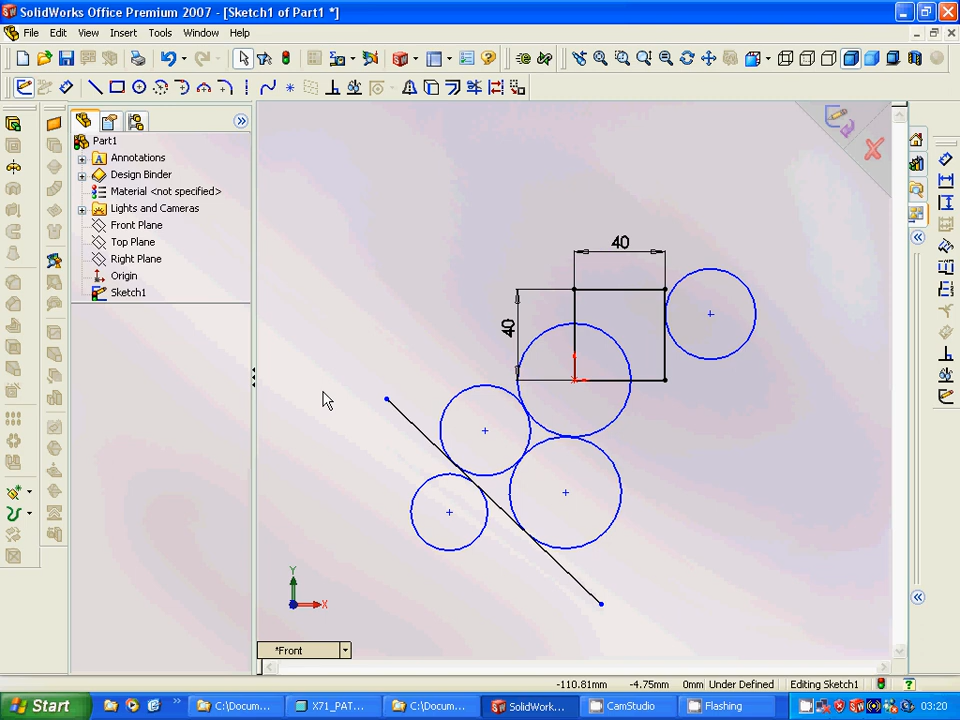 SolidWorks Office Premium 2007 - [Sketch1 of Part1 *]
File Edit View Insert Tools Window Help
Part1
Annotations
Design Binder
Material <not specified>
Lights and Cameras
Front Plane
Top Plane
Right Plane
Origin
Sketch1
40
40
Y
X
*Front
-110.81mm -4.75mm 0mm Under Defined Editing Sketch1
Start C:\Docum... X71_PAT... C:\Docum... SolidWork... CamStudio Flashing 03:20